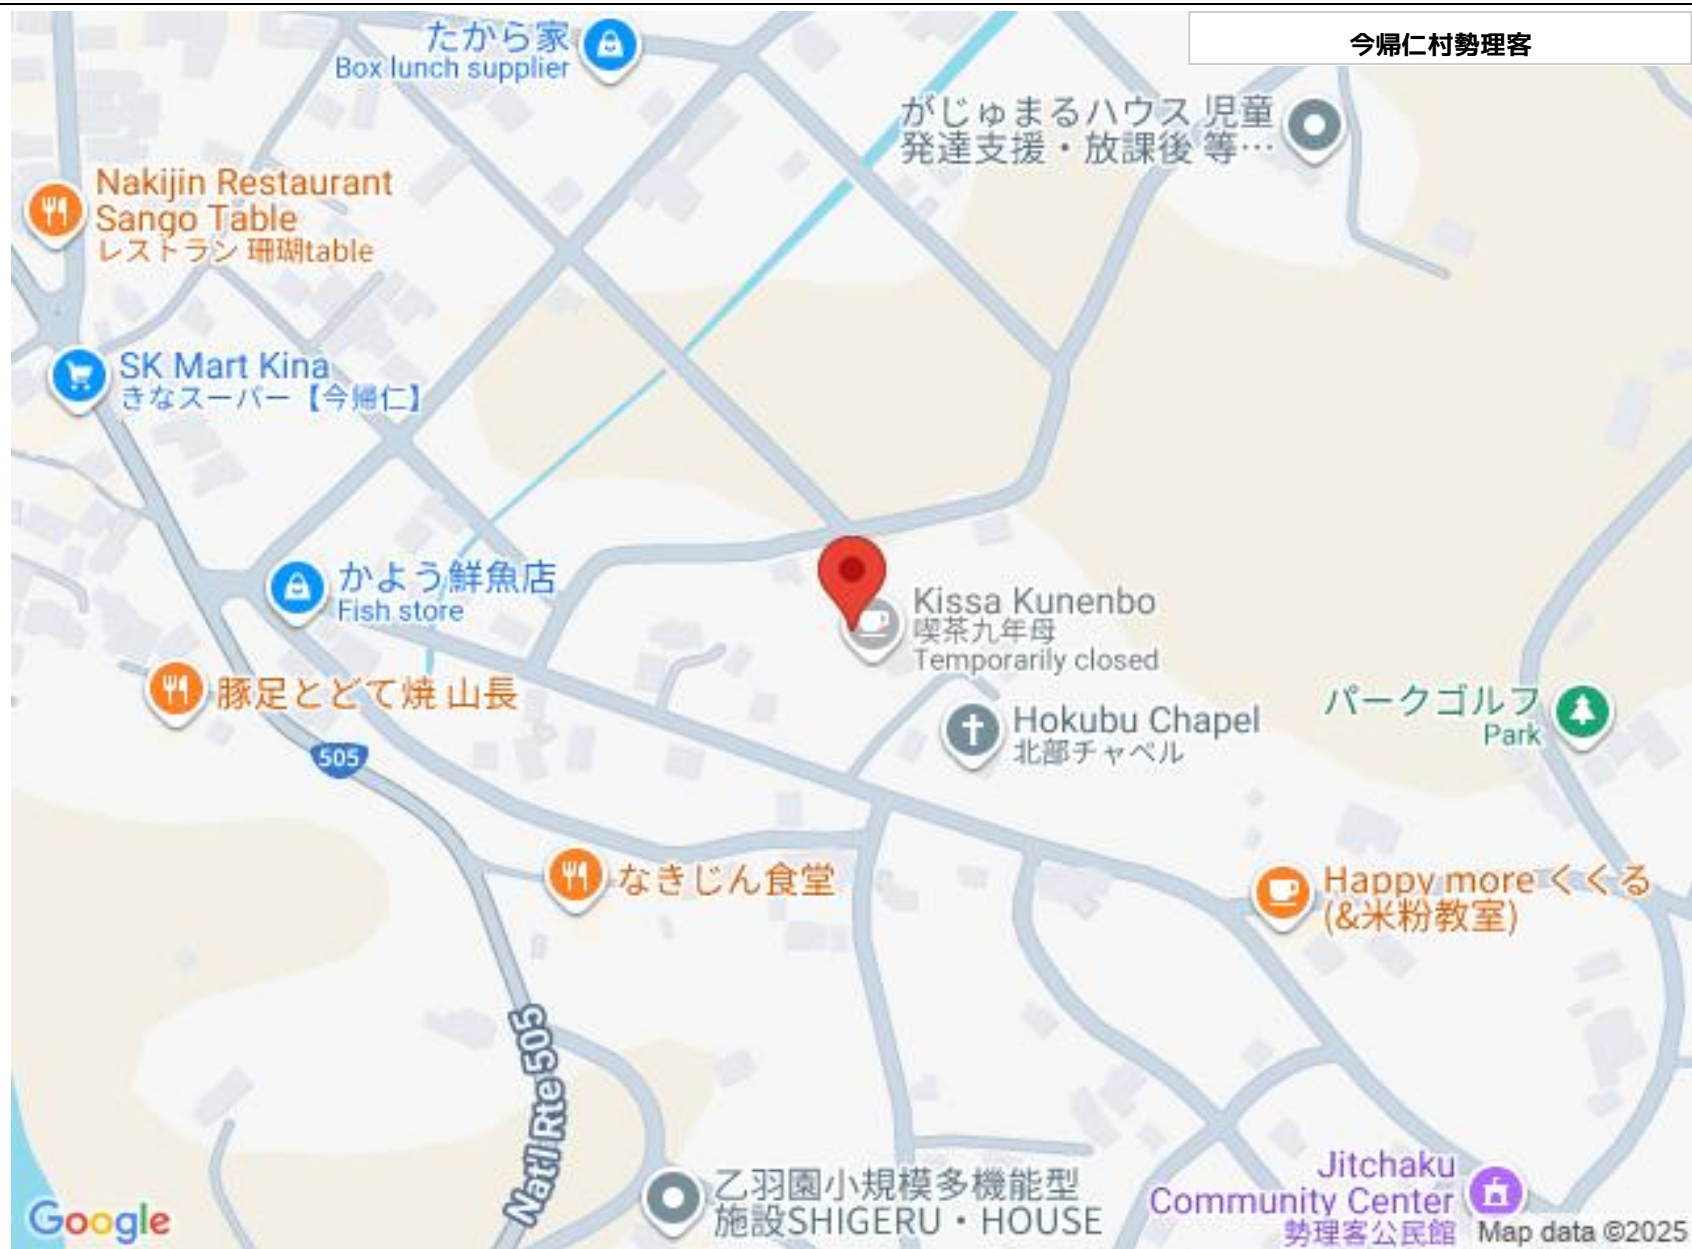 今帰仁村勢理客
たから家
Box lunch supplier
がじゅまるハウス 児童
発達支援・放課後 等…
Nakijin Restaurant
Sango Table
レストラン 珊瑚table
SK Mart Kina
きなスーパー【今帰仁】
かよう鮮魚店
Fish store
Kissa Kunenbo
喫茶九年母
Temporarily closed
豚足とどて焼 山長
パークゴルフ
Park
Hokubu Chapel
北部チャペル
505
なきじん食堂
Happy more くくる
(&米粉教室)
Nat'l Rte 505
乙羽園小規模多機能型
施設SHIGERU・HOUSE
Jitchaku
Community Center
勢理客公民館
Google
Map data ©2025